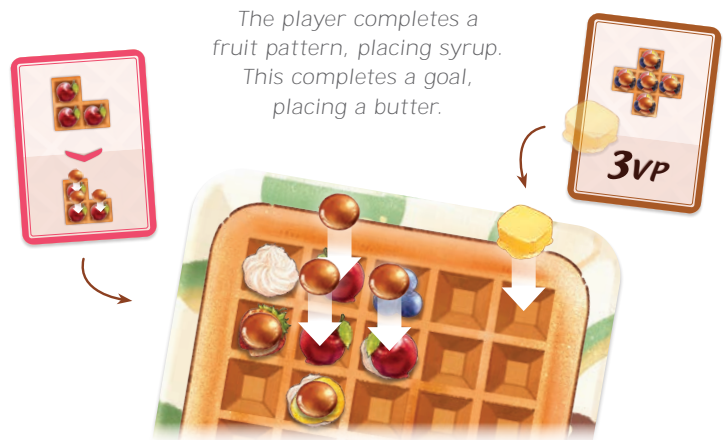 The player completes a
fruit pattern, placing syrup.
This completes a goal,
placing a butter.
3VP